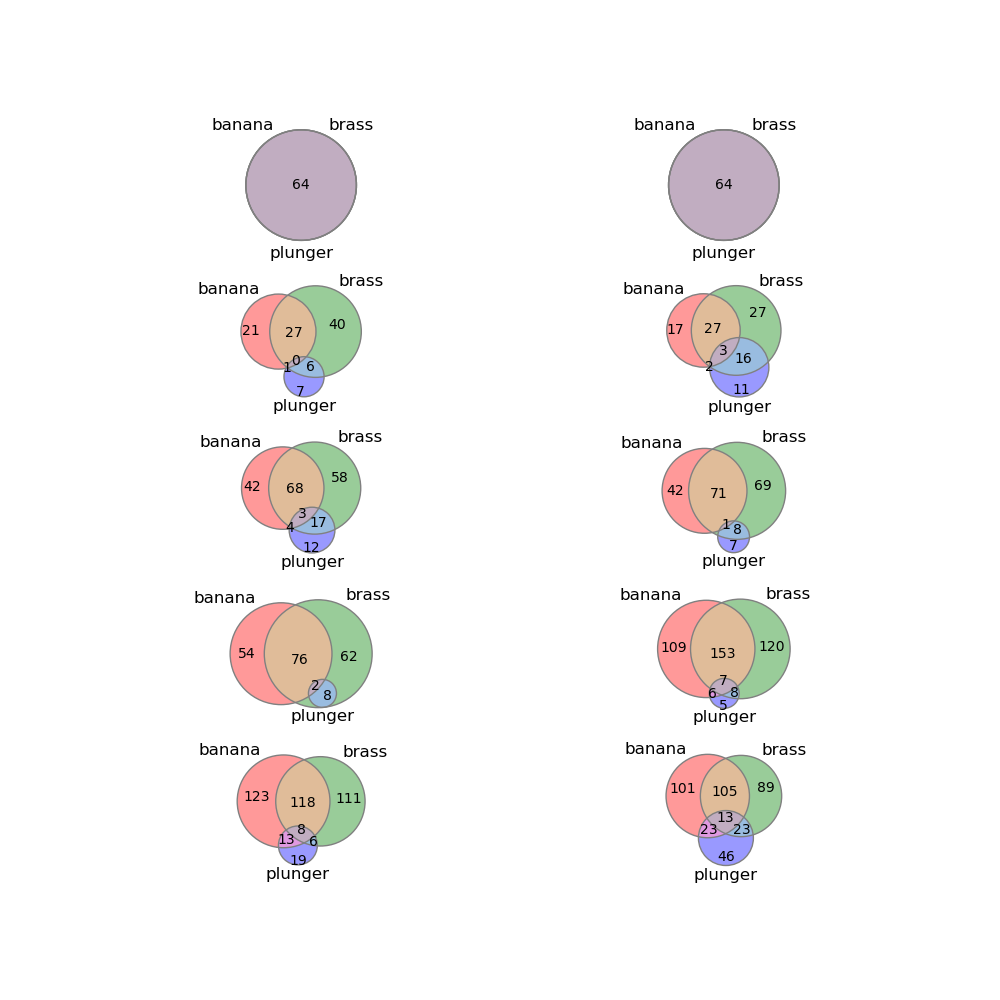 banana brass banana brass
64 64
plunger plunger
banana brass banana brass
21 27 40 17 27 27
1 0 6 2 3 16
7 11
plunger plunger
banana brass banana brass
42 68 58 42 71 69
4 3 17 1 8
12 7
plunger plunger
banana brass banana brass
54 76 62 109 153 120
2 8 6 7 8
5
plunger plunger
banana brass banana brass
123 118 111 101 105 89
13 8 6 23 13 23
19 46
plunger plunger